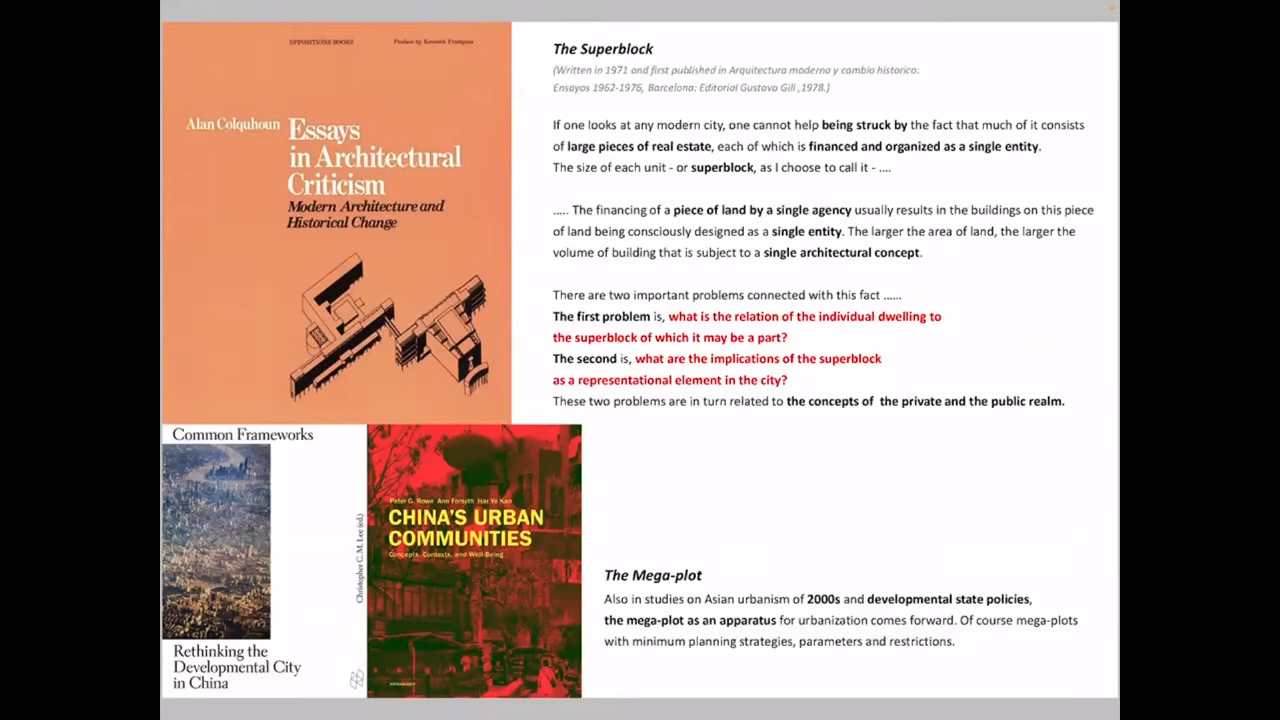 OPPOSITIONS BOOKS
Preface by Kenneth Frampton
Alan Colquhoun
Essays
in Architectural
Criticism
Modern Architecture and
Historical Change
The Superblock
(Written in 1971 and first published in Arquitectura moderna y cambio historico:
Ensayos 1962-1976, Barcelona: Editorial Gustavo Gili ,1978.)
If one looks at any modern city, one cannot help being struck by the fact that much of it consists
of large pieces of real estate, each of which is financed and organized as a single entity.
The size of each unit - or superblock, as I choose to call it - ....
..... The financing of a piece of land by a single agency usually results in the buildings on this piece
of land being consciously designed as a single entity. The larger the area of land, the larger the
volume of building that is subject to a single architectural concept.
There are two important problems connected with this fact ......
The first problem is, what is the relation of the individual dwelling to
the superblock of which it may be a part?
The second is, what are the implications of the superblock
as a representational element in the city?
These two problems are in turn related to the concepts of  the private and the public realm.
Common Frameworks
Christopher C. M. Lee (ed.)
Rethinking the
Developmental City
in China
Peter G. Rowe Ann Forsyth Har Ye Kan
CHINA'S URBAN
COMMUNITIES
Concepts, Contexts, and Well-Being
The Mega-plot
Also in studies on Asian urbanism of 2000s and developmental state policies,
the mega-plot as an apparatus for urbanization comes forward. Of course mega-plots
with minimum planning strategies, parameters and restrictions.